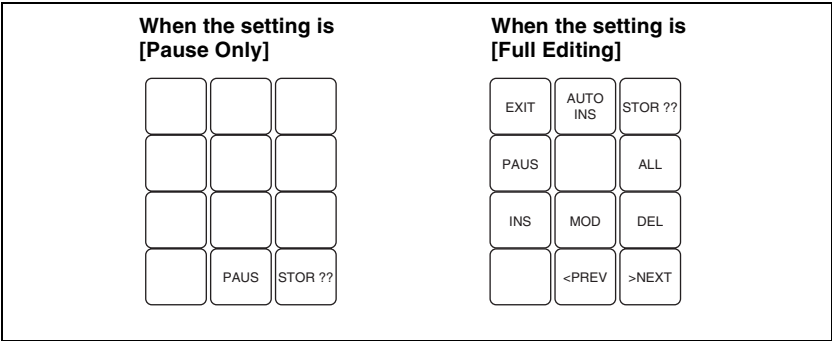 When the setting is
[Pause Only]
PAUS STOR ??
When the setting is
[Full Editing]
EXIT AUTO INS STOR ??
PAUS ALL
INS MOD DEL
<PREV >NEXT